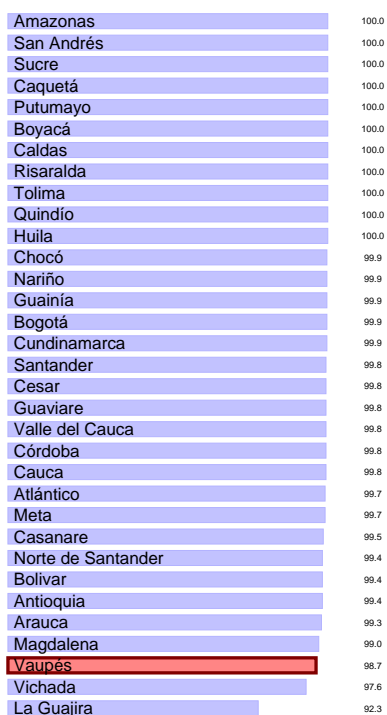 Amazonas 100.0
San Andrés 100.0
Sucre 100.0
Caquetá 100.0
Putumayo 100.0
Boyacá 100.0
Caldas 100.0
Risaralda 100.0
Tolima 100.0
Quindío 100.0
Huila 100.0
Chocó 99.9
Nariño 99.9
Guainía 99.9
Bogotá 99.9
Cundinamarca 99.9
Santander 99.8
Cesar 99.8
Guaviare 99.8
Valle del Cauca 99.8
Córdoba 99.8
Cauca 99.8
Atlántico 99.7
Meta 99.7
Casanare 99.5
Norte de Santander 99.4
Bolivar 99.4
Antioquia 99.4
Arauca 99.3
Magdalena 99.0
Vaupés 98.7
Vichada 97.6
La Guajira 92.3